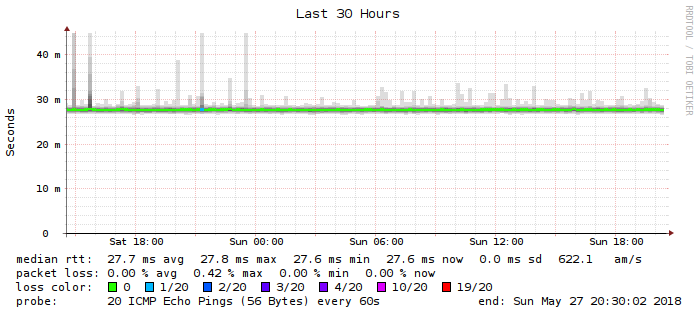 Last 30 Hours
RRDTOOL / TOBI OETIKER
Seconds
40 m
30 m
20 m
10 m
0
Sat 18:00 Sun 00:00 Sun 06:00 Sun 12:00 Sun 18:00
median rtt: 27.7 ms avg 27.8 ms max 27.6 ms min 27.6 ms now 0.0 ms sd 622.1 am/s
packet loss: 0.00 % avg 0.42 % max 0.00 % min 0.00 % now
loss color: 0 1/20 2/20 3/20 4/20 10/20 19/20
probe: 20 ICMP Echo Pings (56 Bytes) every 60s end: Sun May 27 20:30:02 2018